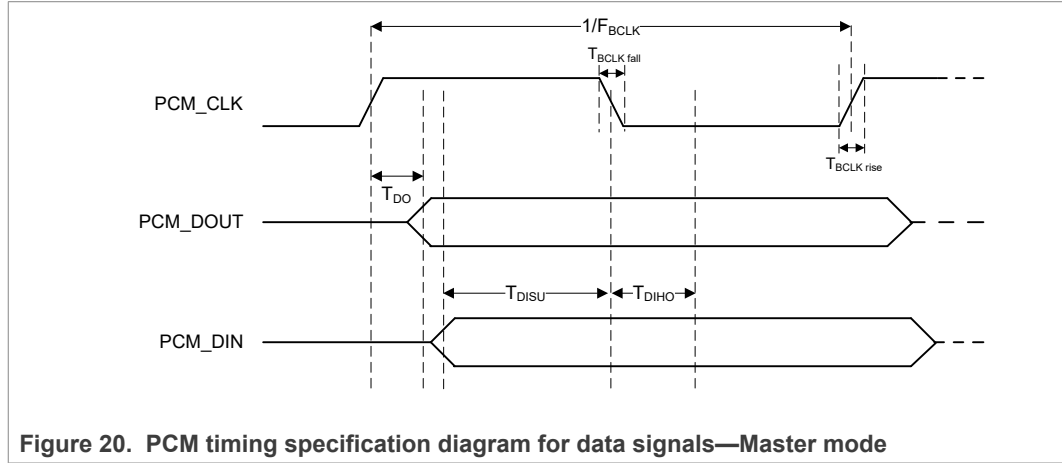 1/FBCLK
TBCLK fall
PCM_CLK
TBCLK rise
TDO
PCM_DOUT
TDISU
TDIHO
PCM_DIN
Figure 20. PCM timing specification diagram for data signals—Master mode